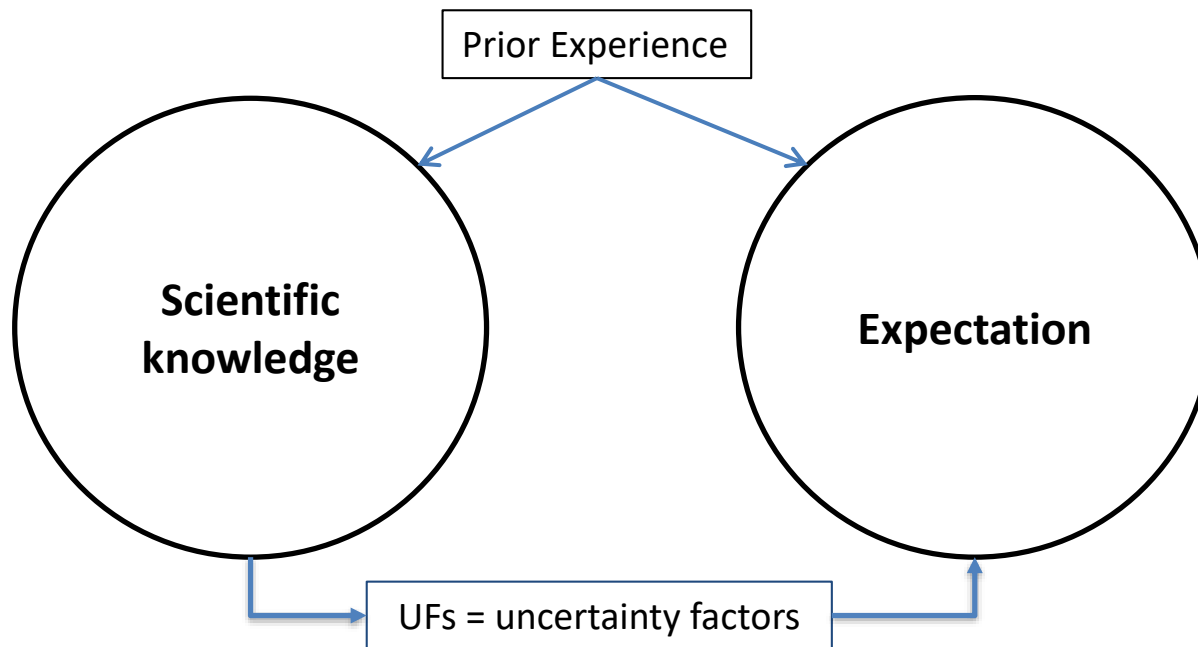 Prior Experience
Scientific
knowledge
Expectation
UFs = uncertainty factors